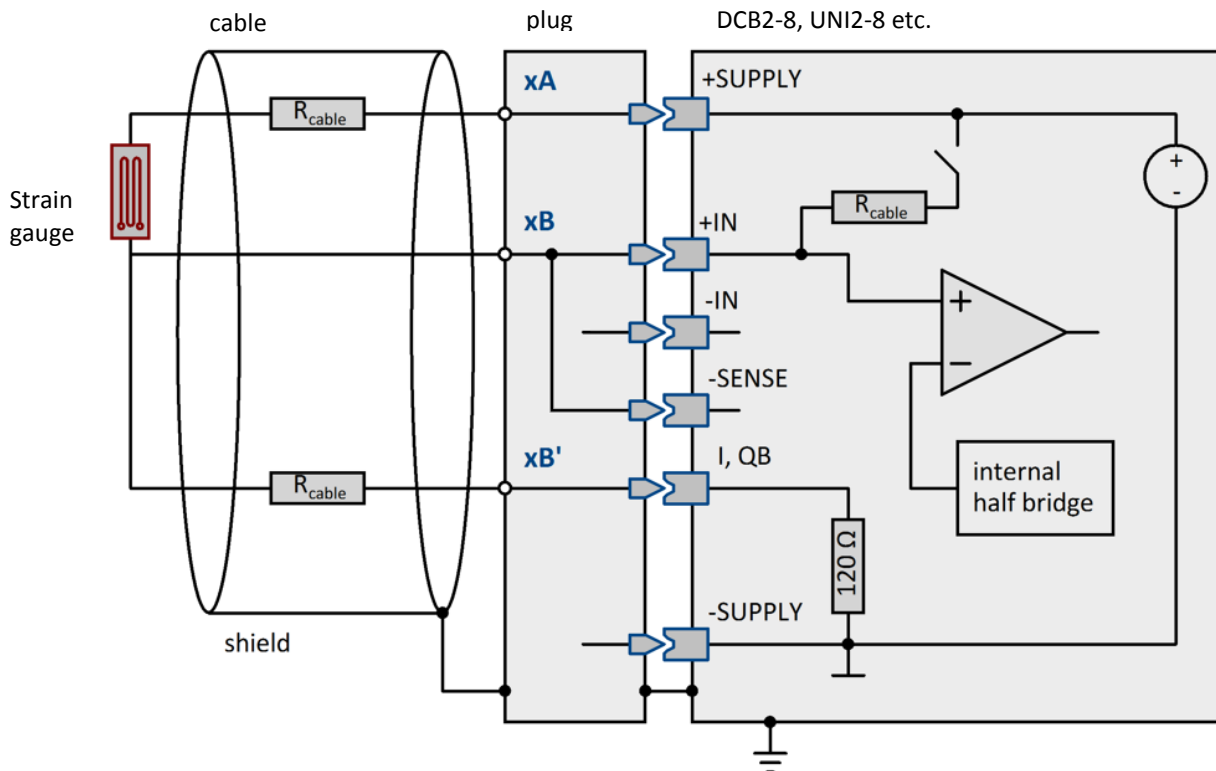 cable
plug
DCB2-8, UNI2-8 etc.
xA
+SUPPLY
Rcable
+
-
Strain
gauge
xB
+IN
Rcable
-IN
+
−
-SENSE
xB'
I, QB
Rcable
internal
half bridge
120 Ω
-SUPPLY
shield